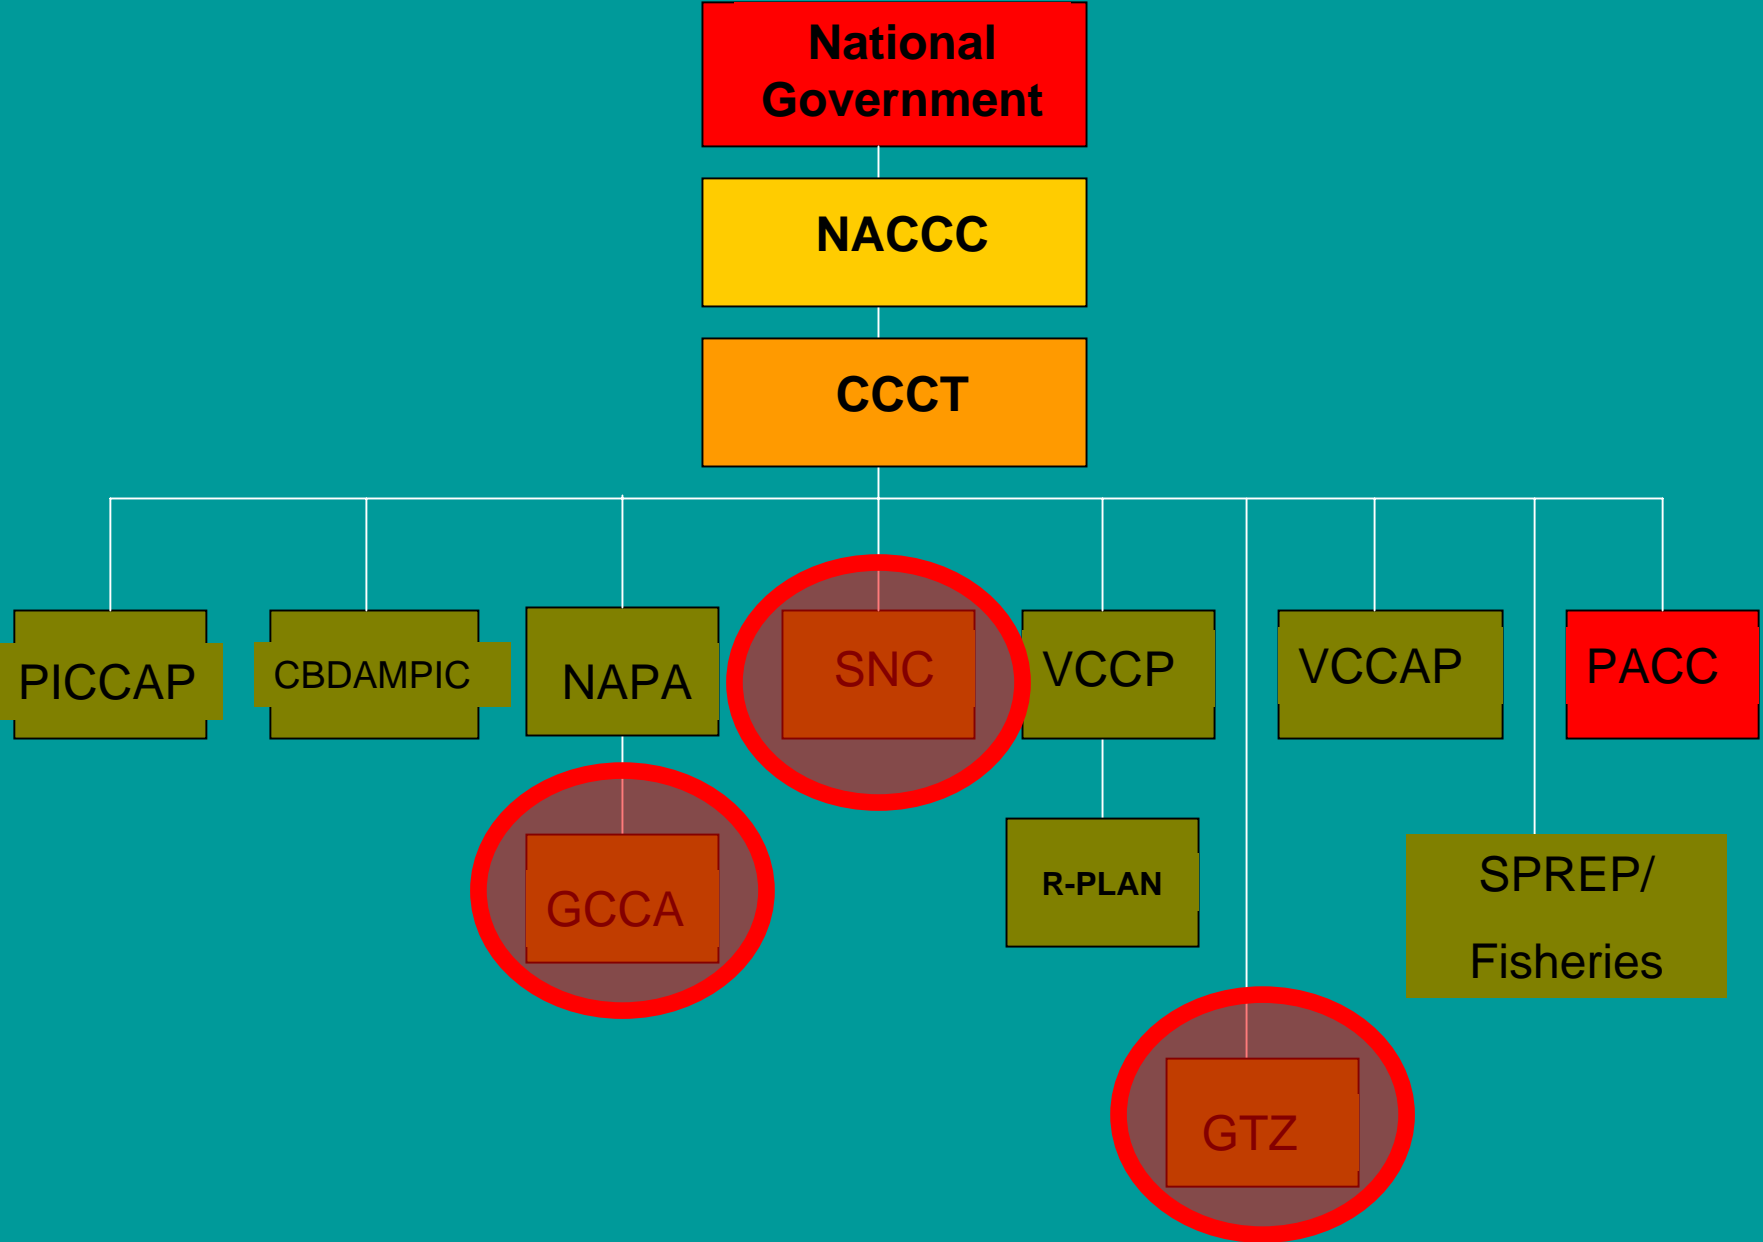 National
Government
NACCC
CCCT
PICCAP
CBDAMPIC
NAPA
SNC
VCCP
VCCAP
PACC
GCCA
R-PLAN
SPREP/
Fisheries
GTZ